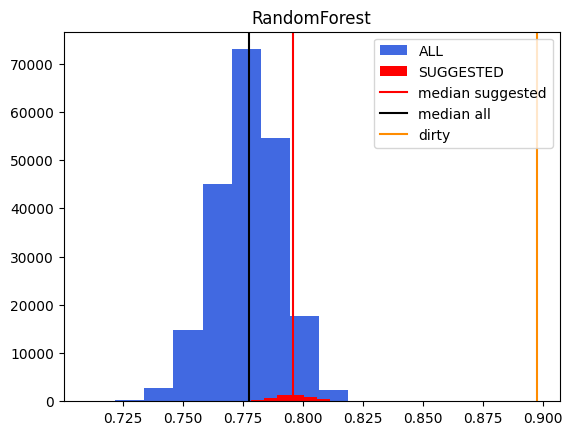 RandomForest
ALL
SUGGESTED
median suggested
median all
dirty
70000
60000
50000
40000
30000
20000
10000
0
0.725 0.750 0.775 0.800 0.825 0.850 0.875 0.900